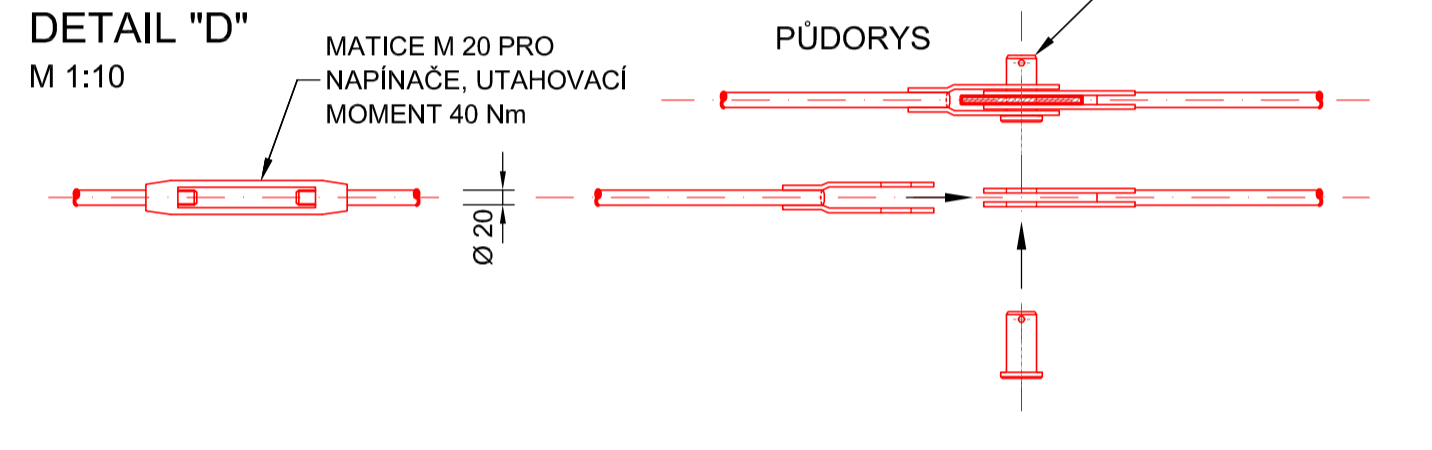 DETAIL "D"
M 1:10
MATICE M 20 PRO
NAPÍNAČE, UTAHOVACÍ
MOMENT 40 Nm
PŮDORYS
Ø 20